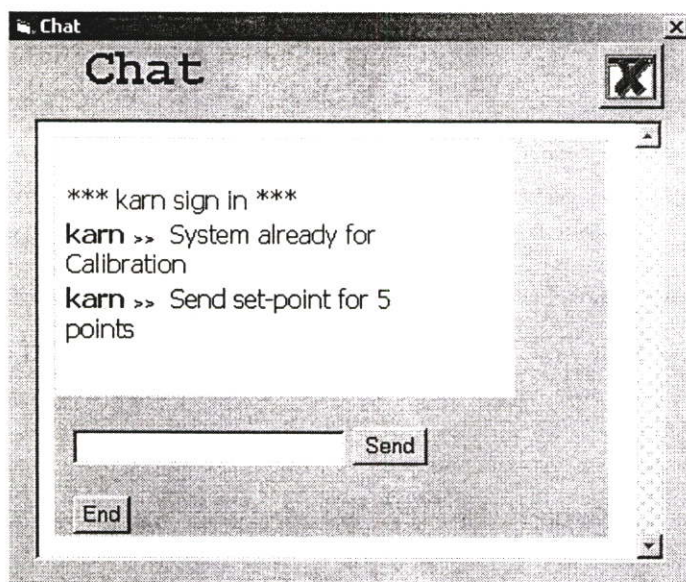 Chat
Chat
*** karn sign in ***
karn >> System already for
Calibration
karn >> Send set-point for 5
points
Send
End